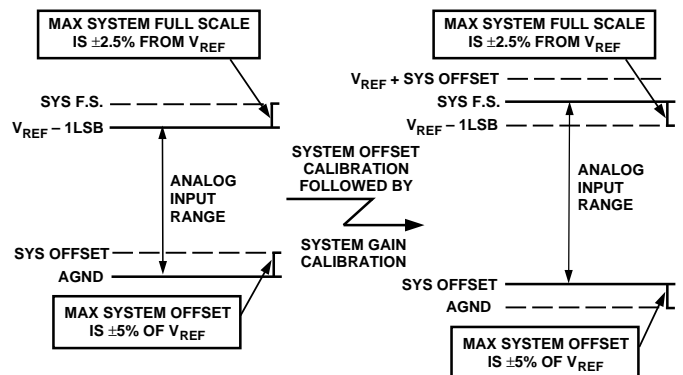 MAX SYSTEM FULL SCALE
IS ±2.5% FROM VREF
SYS F.S.
VREF – 1LSB
ANALOG
INPUT
RANGE
SYS OFFSET
AGND
MAX SYSTEM OFFSET
IS ±5% OF VREF
SYSTEM OFFSET
CALIBRATION
FOLLOWED BY
SYSTEM GAIN
CALIBRATION
MAX SYSTEM FULL SCALE
IS ±2.5% FROM VREF
VREF + SYS OFFSET
SYS F.S.
VREF – 1LSB
ANALOG
INPUT
RANGE
SYS OFFSET
AGND
MAX SYSTEM OFFSET
IS ±5% OF VREF